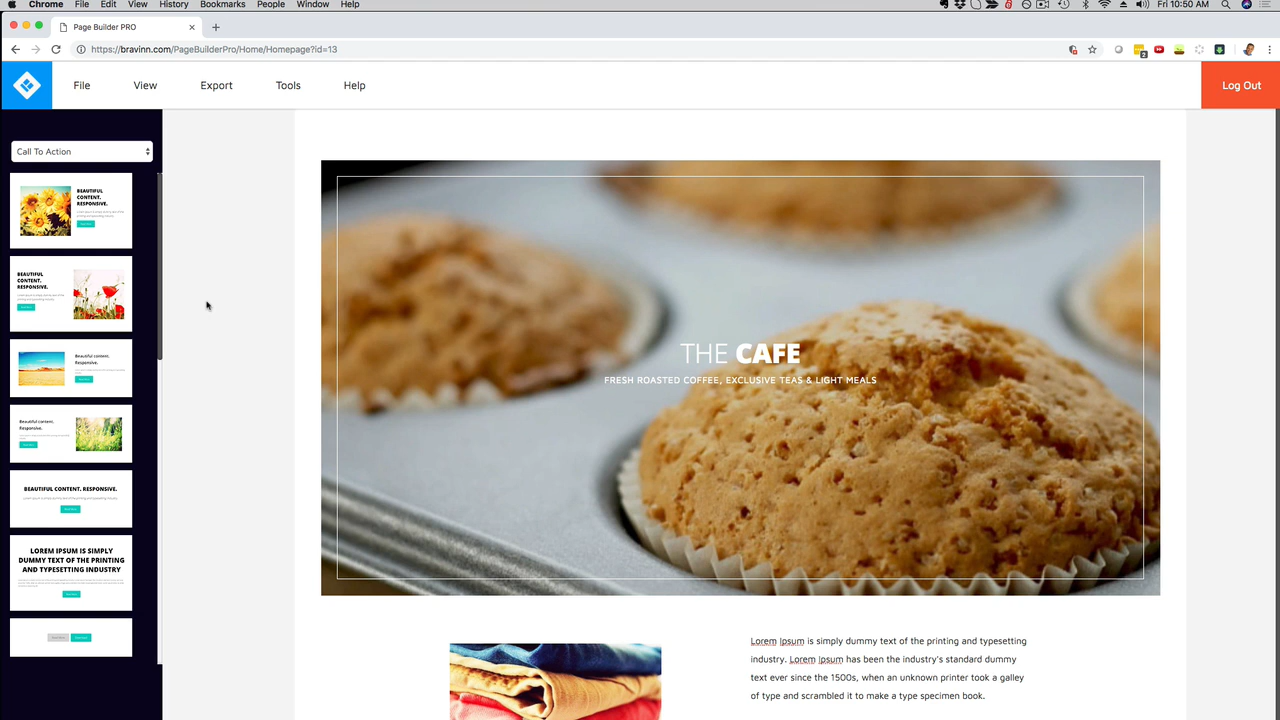 Chrome File Edit View History Bookmarks People Window Help Fri 10:50 AM
Page Builder PRO
https://bravinn.com/PageBuilderPro/Home/Homepage?id=13
2
File View Export Tools Help Log Out
Call To Action
BEAUTIFUL
CONTENT.
RESPONSIVE.
BEAUTIFUL
CONTENT.
RESPONSIVE.
Beautiful content.
Responsive.
Beautiful content.
Responsive.
BEAUTIFUL CONTENT. RESPONSIVE.
LOREM IPSUM IS SIMPLY
DUMMY TEXT OF THE PRINTING
AND TYPESETTING INDUSTRY
THE CAFE
FRESH ROASTED COFFEE, EXCLUSIVE TEAS & LIGHT MEALS
Lorem Ipsum is simply dummy text of the printing and typesetting
industry. Lorem Ipsum has been the industry's standard dummy
text ever since the 1500s, when an unknown printer took a galley
of type and scrambled it to make a type specimen book.